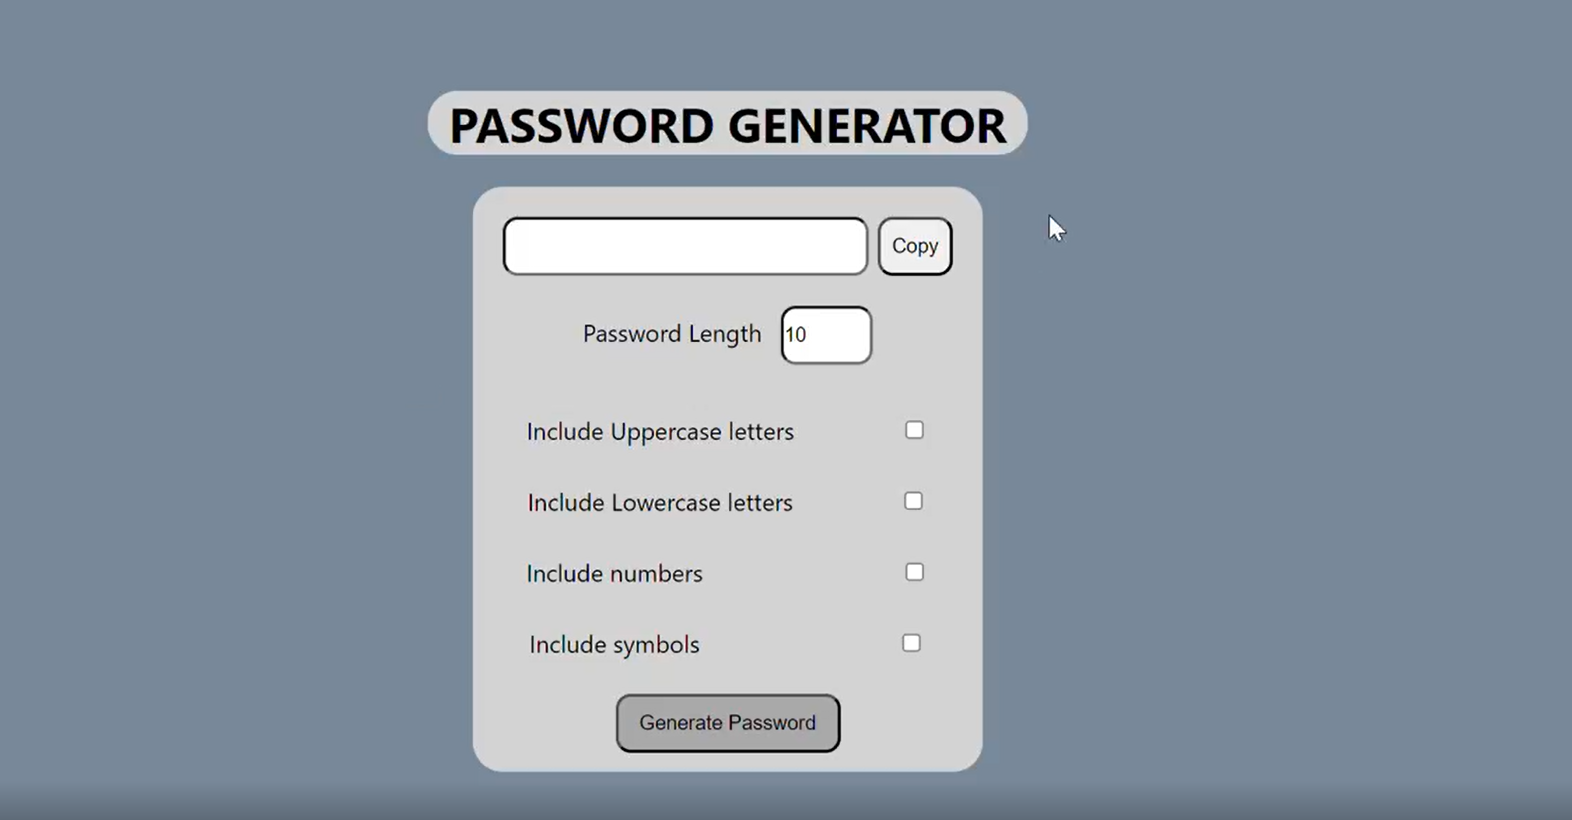 PASSWORD GENERATOR
Copy
Password Length 10
Include Uppercase letters
Include Lowercase letters
Include numbers
Include symbols
Generate Password